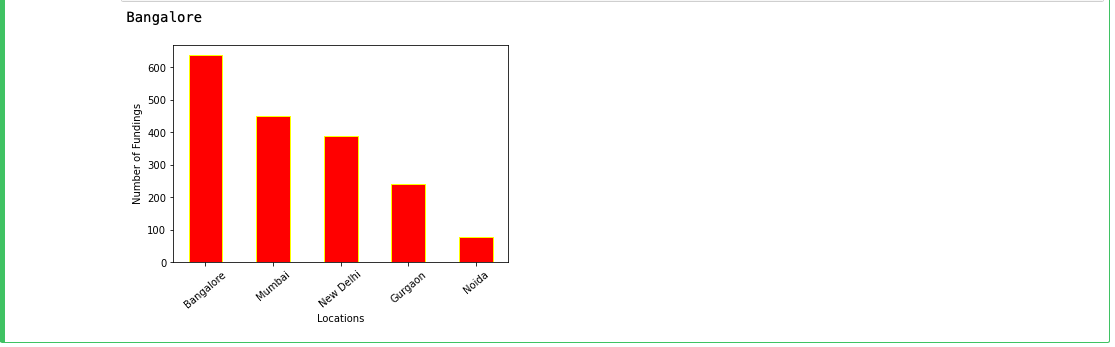 Bangalore
Number of Fundings
600
500
400
300
200
100
0
Bangalore
Mumbai
New Delhi
Gurgaon
Noida
Locations